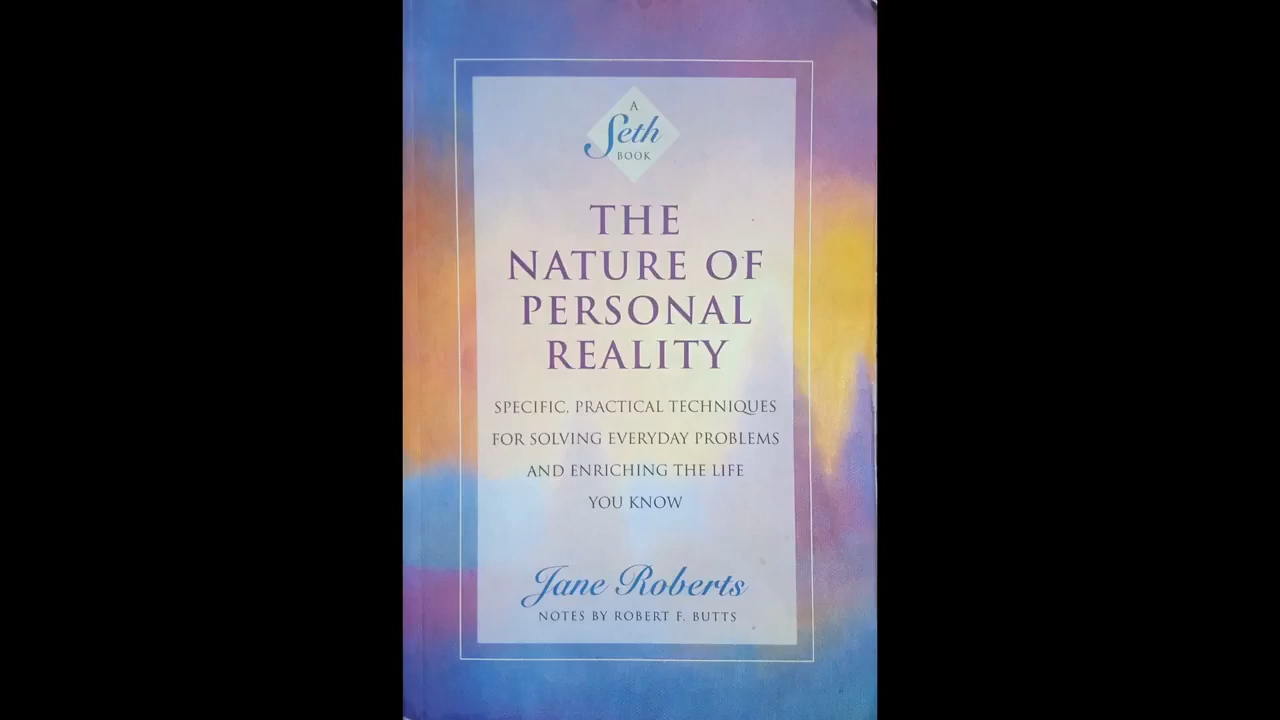 A
Seth
BOOK
THE
NATURE OF
PERSONAL
REALITY
SPECIFIC, PRACTICAL TECHNIQUES
FOR SOLVING EVERYDAY PROBLEMS
AND ENRICHING THE LIFE
YOU KNOW
Jane Roberts
NOTES BY ROBERT F. BUTTS